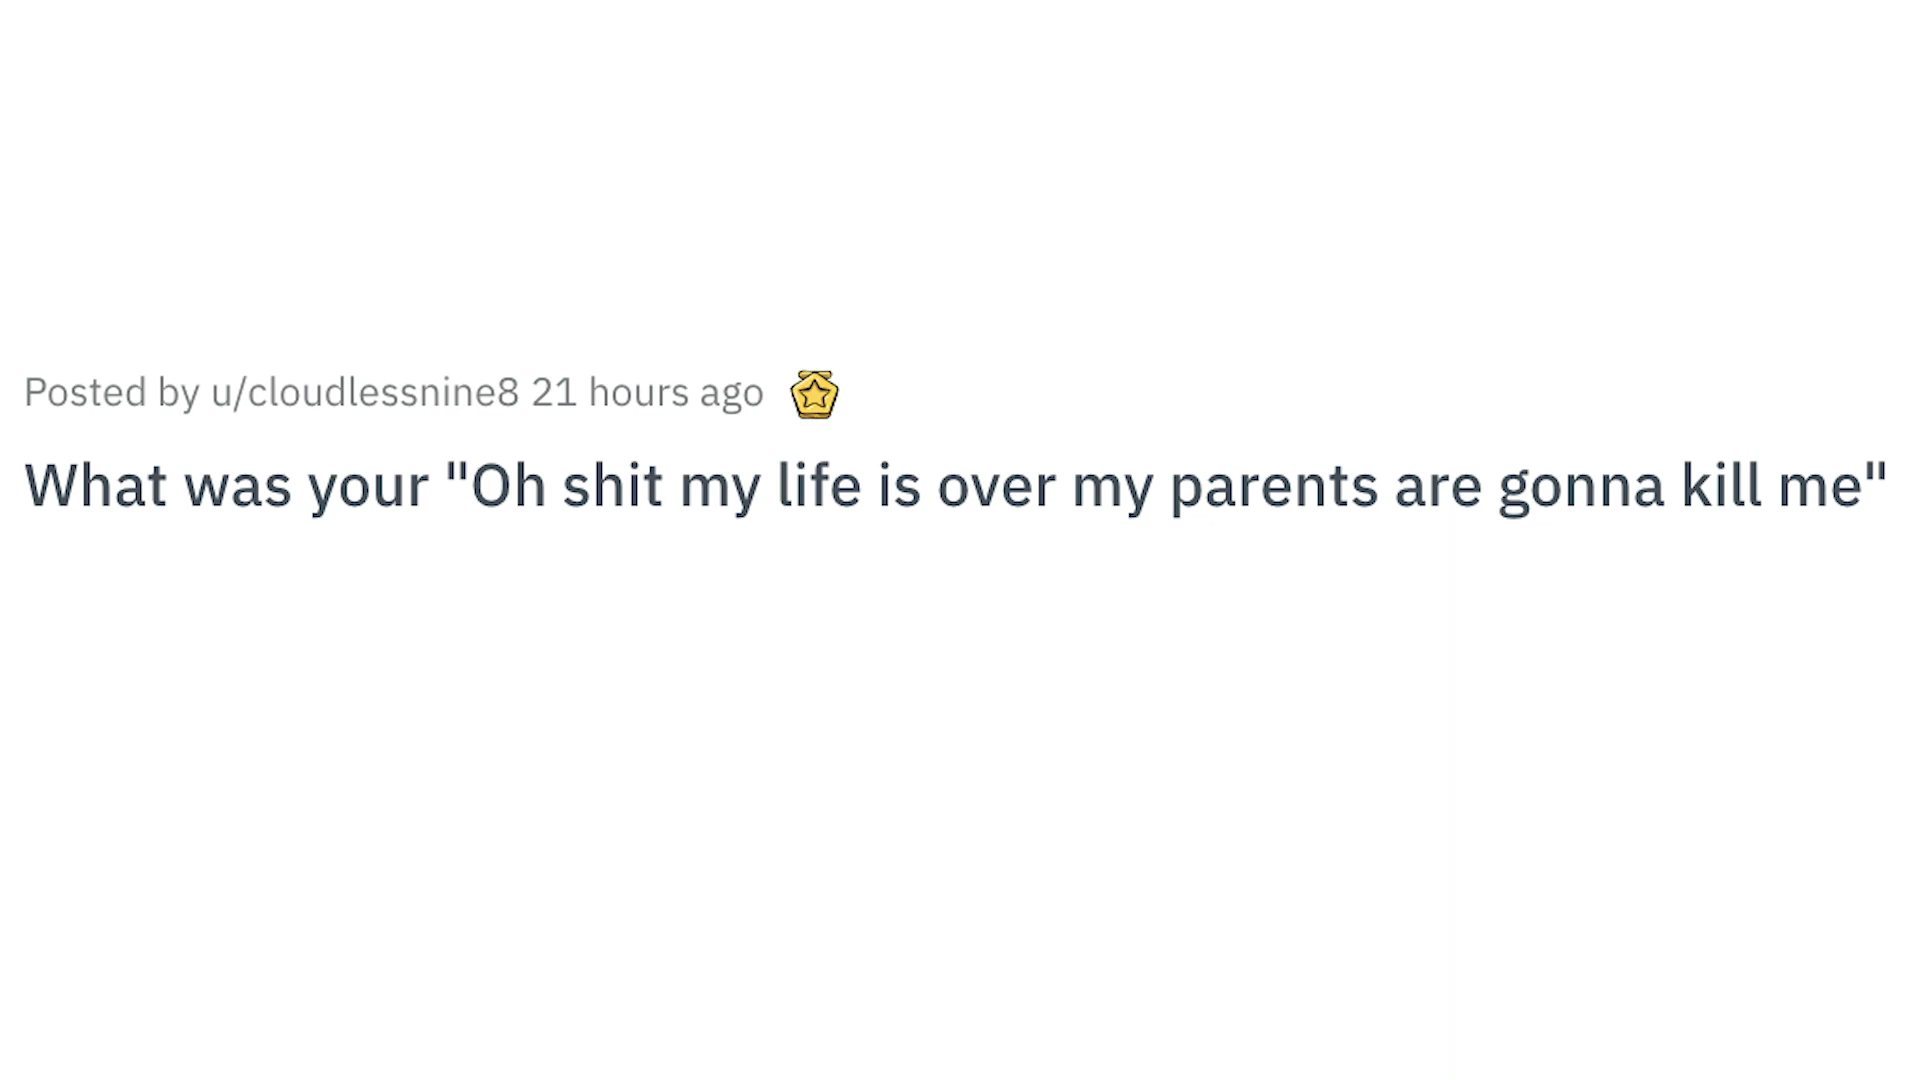 Posted by u/cloudlessnine8 21 hours ago
What was your "Oh shit my life is over my parents are gonna kill me"